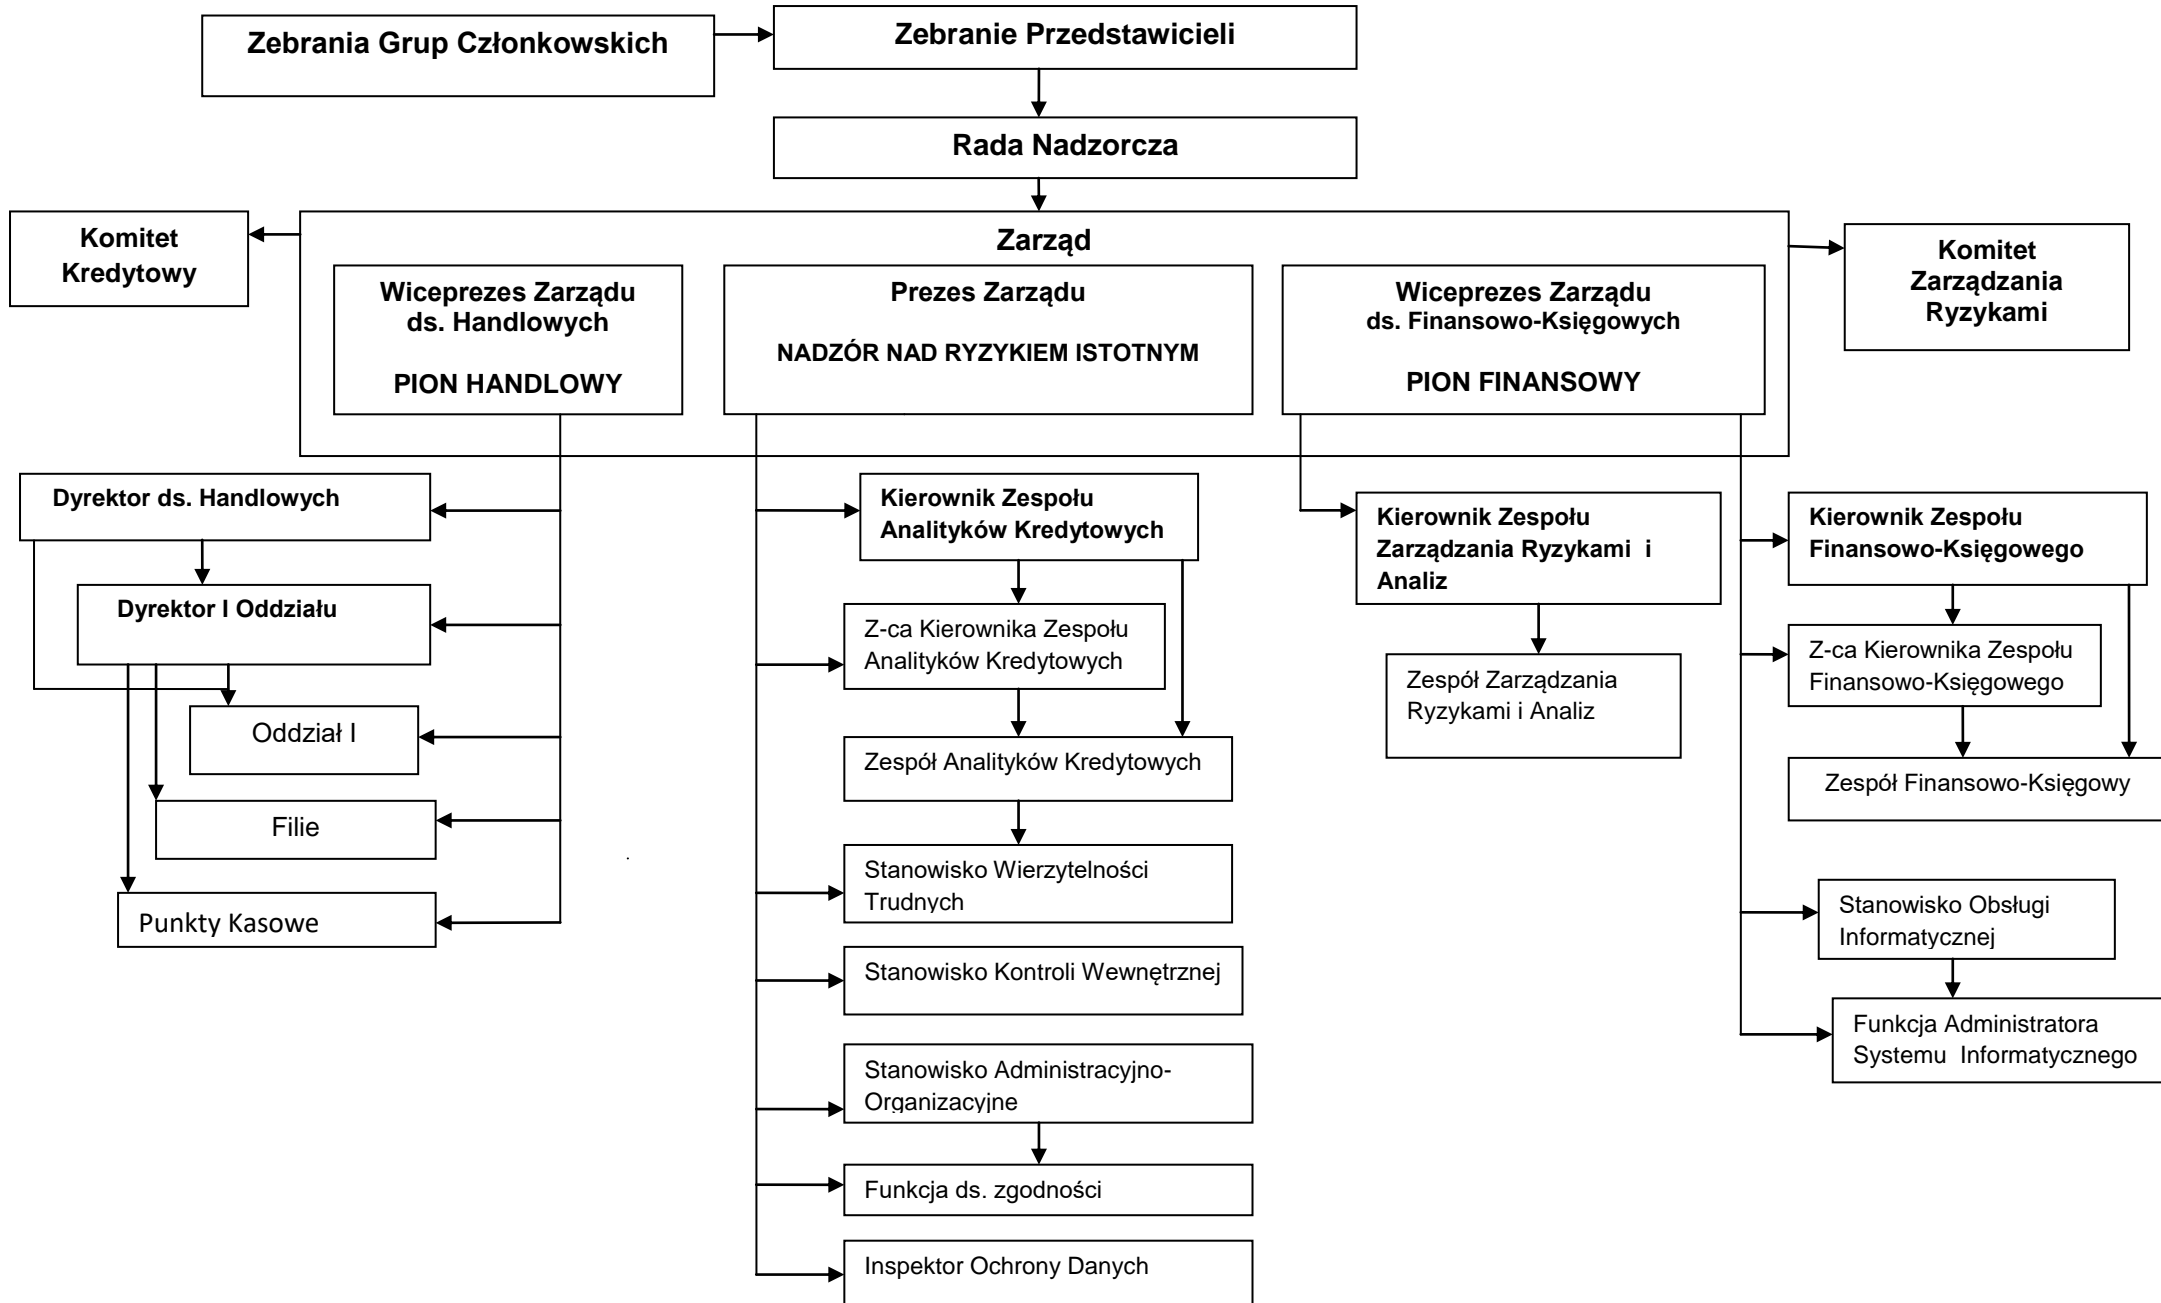 Zebrania Grup Członkowskich
Zebranie Przedstawicieli
Rada Nadzorcza
Komitet
Kredytowy
Zarząd
Komitet
Zarządzania
Ryzykami
Wiceprezes Zarządu
ds. Handlowych
PION HANDLOWY
Prezes Zarządu
NADZÓR NAD RYZYKIEM ISTOTNYM
Wiceprezes Zarządu
ds. Finansowo-Księgowych
PION FINANSOWY
Dyrektor ds. Handlowych
Dyrektor I Oddziału
Oddział I
Filie
Punkty Kasowe
Kierownik Zespołu
Analityków Kredytowych
Z-ca Kierownika Zespołu
Analityków Kredytowych
Zespół Analityków Kredytowych
Stanowisko Wierzytelności
Trudnych
Stanowisko Kontroli Wewnętrznej
Stanowisko Administracyjno-
Organizacyjne
Funkcja ds. zgodności
Inspektor Ochrony Danych
Kierownik Zespołu
Zarządzania Ryzykami i
Analiz
Zespół Zarządzania
Ryzykami i Analiz
Kierownik Zespołu
Finansowo-Księgowego
Z-ca Kierownika Zespołu
Finansowo-Księgowego
Zespół Finansowo-Księgowy
Stanowisko Obsługi
Informatycznej
Funkcja Administratora
Systemu Informatycznego